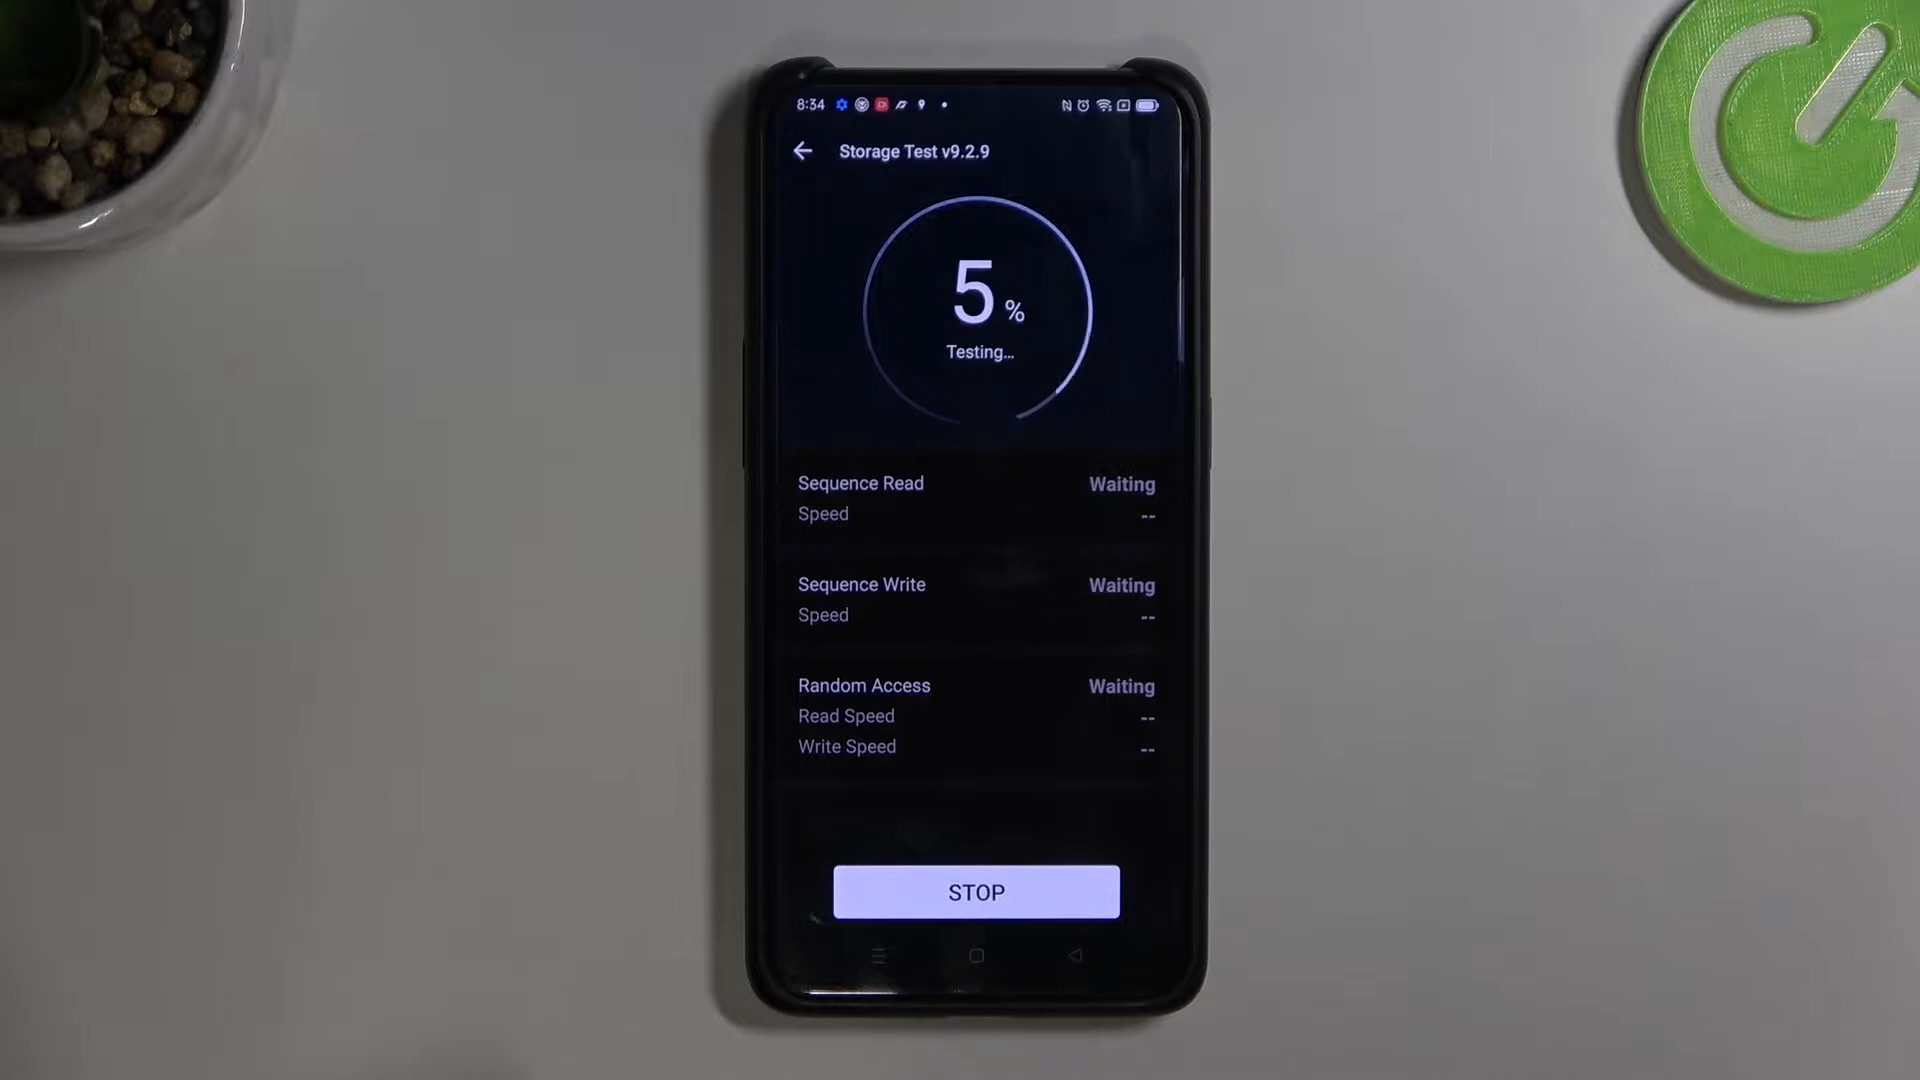 8:34
Storage Test v9.2.9
5 %
Testing...
Sequence Read Waiting
Speed --
Sequence Write Waiting
Speed --
Random Access Waiting
Read Speed --
Write Speed --
STOP